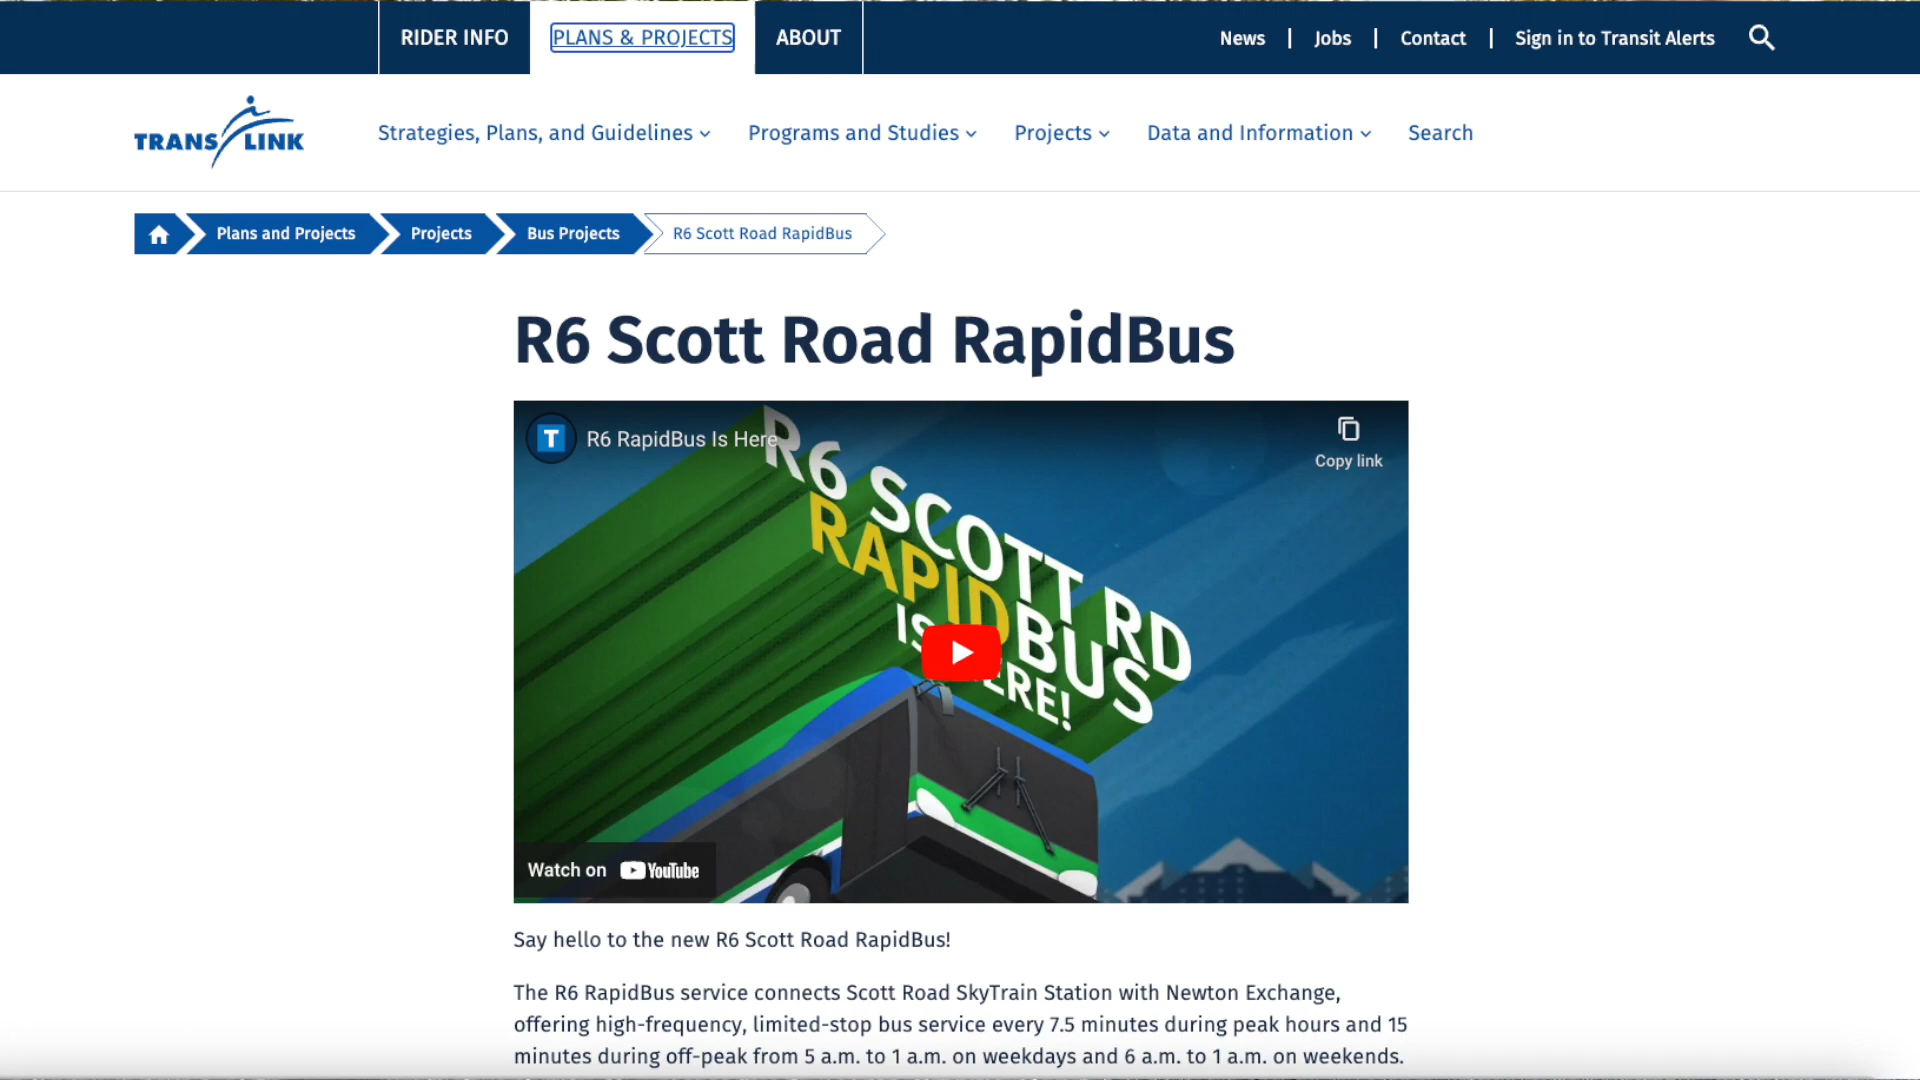 RIDER INFO
PLANS & PROJECTS
ABOUT
News | Jobs | Contact | Sign in to Transit Alerts
TRANS LINK
Strategies, Plans, and Guidelines
Programs and Studies
Projects
Data and Information
Search
Plans and Projects
Projects
Bus Projects
R6 Scott Road RapidBus
R6 Scott Road RapidBus
T
R6 RapidBus Is Here
Copy link
R6 SCOTT RD
RAPIDBUS
Watch on YouTube
Say hello to the new R6 Scott Road RapidBus!
The R6 RapidBus service connects Scott Road SkyTrain Station with Newton Exchange,
offering high-frequency, limited-stop bus service every 7.5 minutes during peak hours and 15
minutes during off-peak from 5 a.m. to 1 a.m. on weekdays and 6 a.m. to 1 a.m. on weekends.